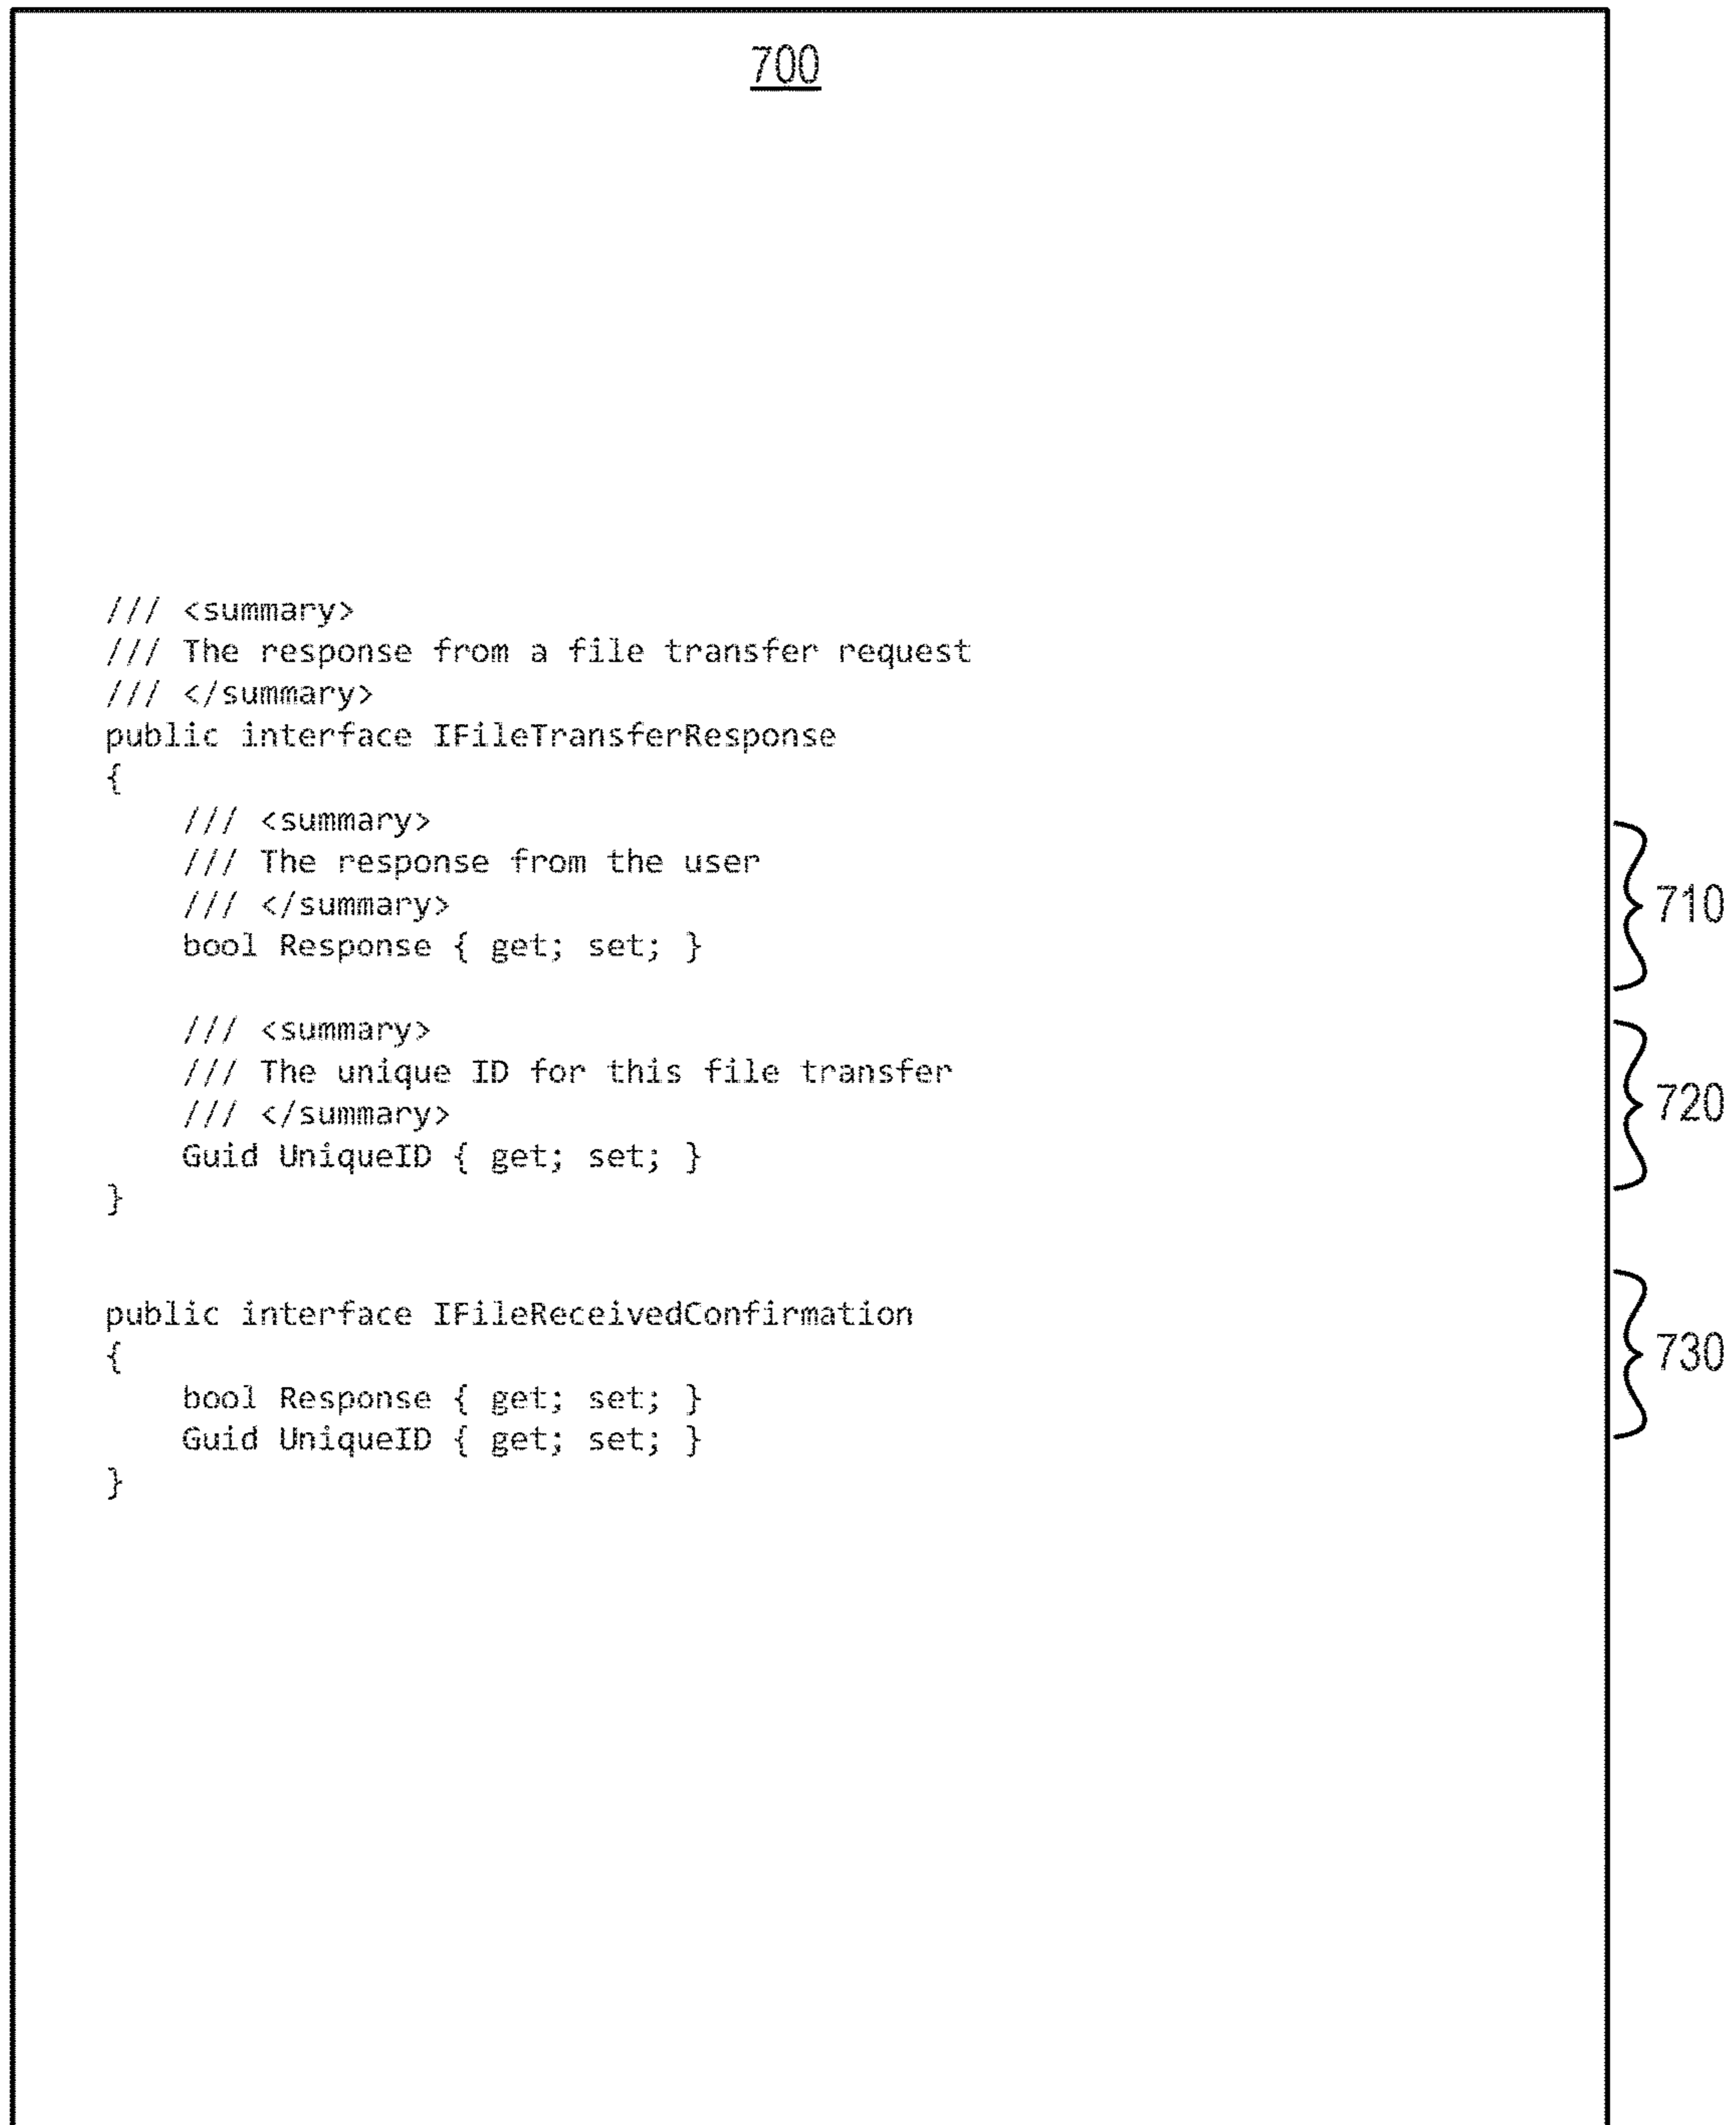 700
/// <summary>
/// The response from a file transfer request
/// </summary>
public interface IFileTransferResponse
{
    /// <summary>
    /// The response from the user
    /// </summary>
    bool Response { get; set; }
710
    /// <summary>
    /// The unique ID for this file transfer
    /// </summary>
    Guid UniqueID { get; set; }
720
}
public interface IFileReceivedConfirmation
{
    bool Response { get; set; }
    Guid UniqueID { get; set; }
}
730